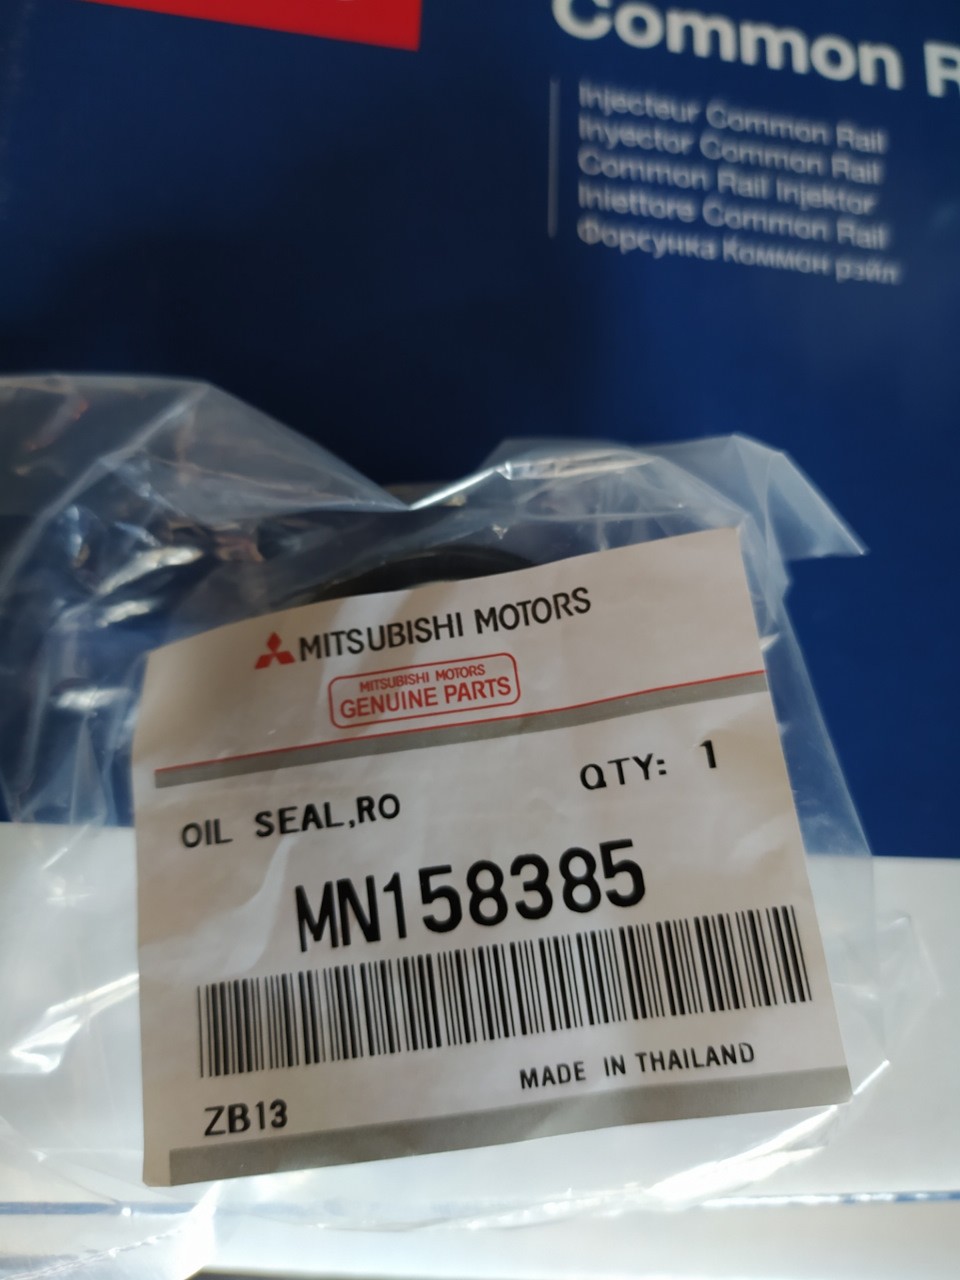 Common R
Injecteur Common Rail
Inyector Common Rail
Common Rail Injektor
Iniettore Common Rail
Форсунка Коммон рэйл
MITSUBISHI MOTORS
MITSUBISHI MOTORS
GENUINE PARTS
QTY: 1
OIL SEAL,RO
MN158385
MADE IN THAILAND
ZB13